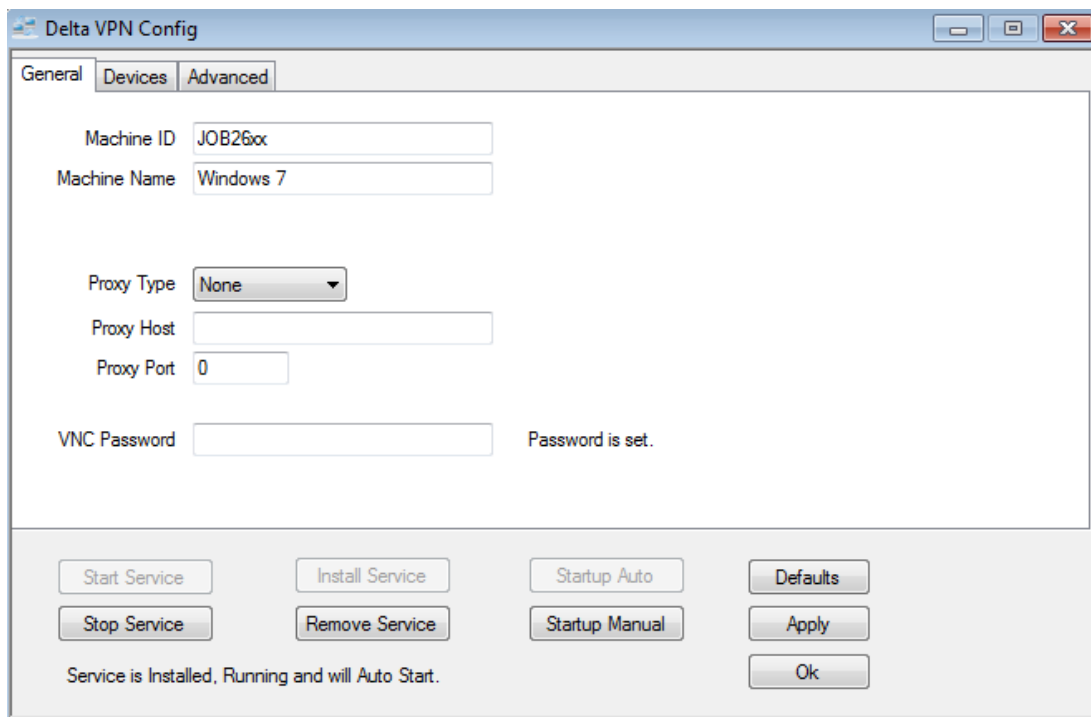 Delta VPN Config
General Devices Advanced
Machine ID JOB26xx
Machine Name Windows 7
Proxy Type None
Proxy Host
Proxy Port 0
VNC Password Password is set.
Start Service Install Service Startup Auto Defaults
Stop Service Remove Service Startup Manual Apply
Service is Installed, Running and will Auto Start. Ok